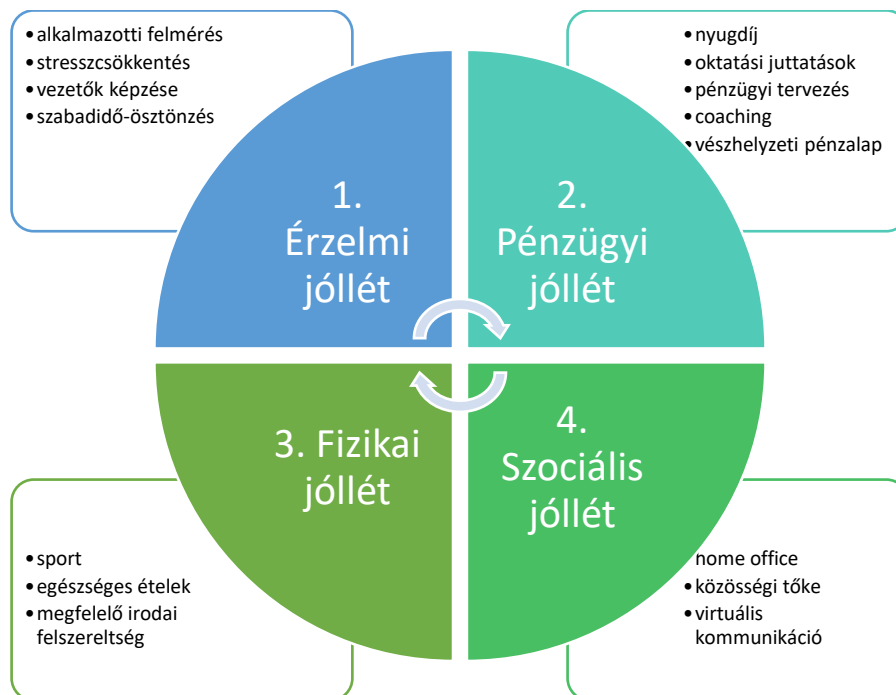 •alkalmazotti felmérés
•stresszcsökkentés
•vezetők képzése
•szabadidő-ösztönzés
•nyugdíj
•oktatási juttatások
•pénzügyi tervezés
•coaching
•vészhelyzeti pénzalap
1.
Érzelmi
jóllét
2.
Pénzügyi
jóllét
3. Fizikai
jóllét
4.
Szociális
jóllét
•sport
•egészséges ételek
•megfelelő irodai
felszereltség
home office
•közösségi tőke
•virtuális
kommunikáció